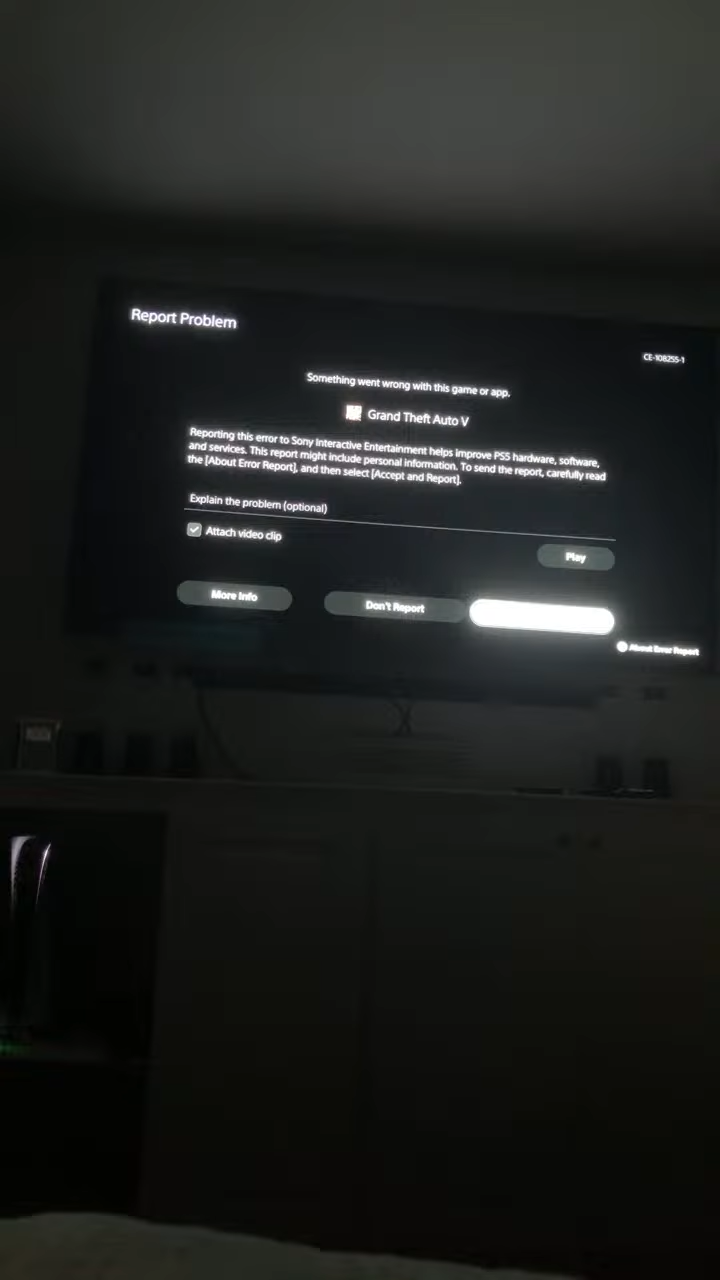 Report Problem
CE-108255-1
Something went wrong with this game or app.
Grand Theft Auto V
Reporting this error to Sony Interactive Entertainment helps improve PS5 hardware, software,
and services. This report might include personal information. To send the report, carefully read
the [About Error Report], and then select [Accept and Report].
Explain the problem (optional)
Attach video clip
Play
More Info
Don't Report
About Error Report